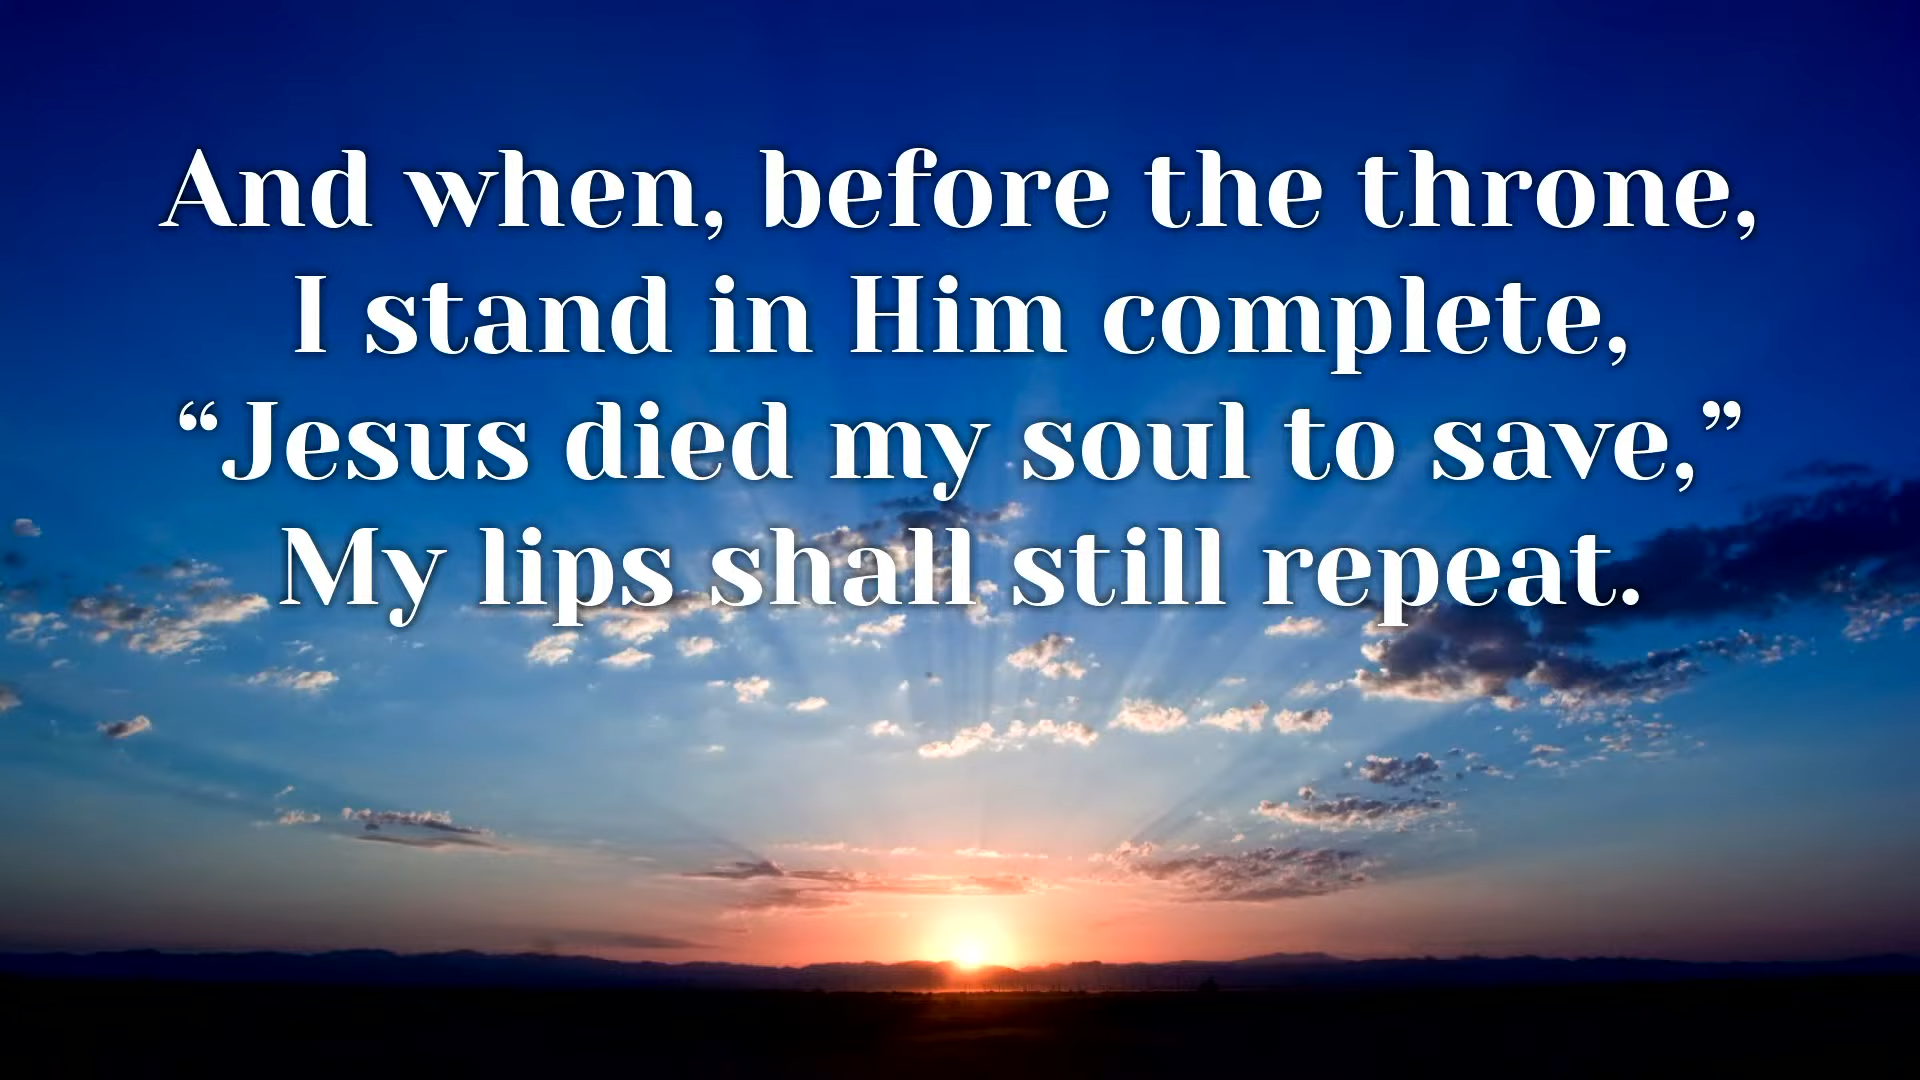 And when, before the throne,
I stand in Him complete,
“Jesus died my soul to save,”
My lips shall still repeat.